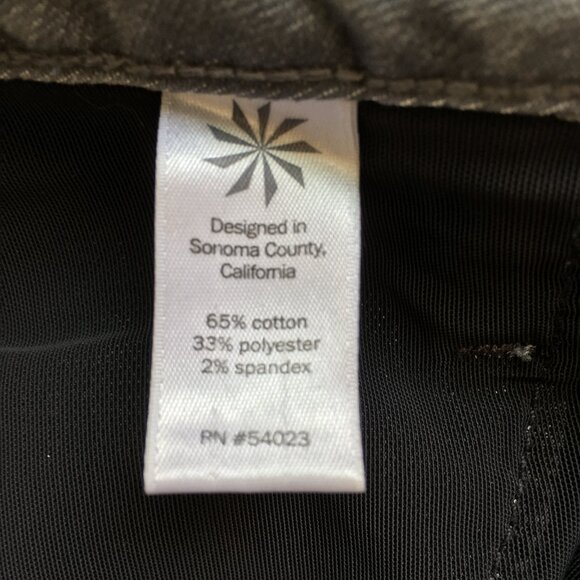 Designed in
Sonoma County,
California
65% cotton
33% polyester
2% spandex
RN #54023